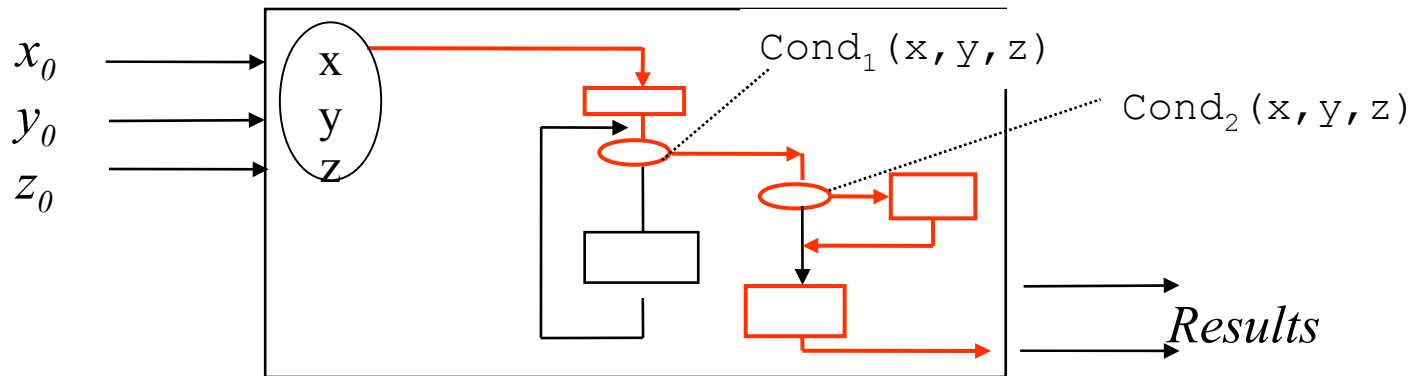 x₀
y₀
z₀
x
y
z
Cond₁(x,y,z)
Cond₂(x,y,z)
Results